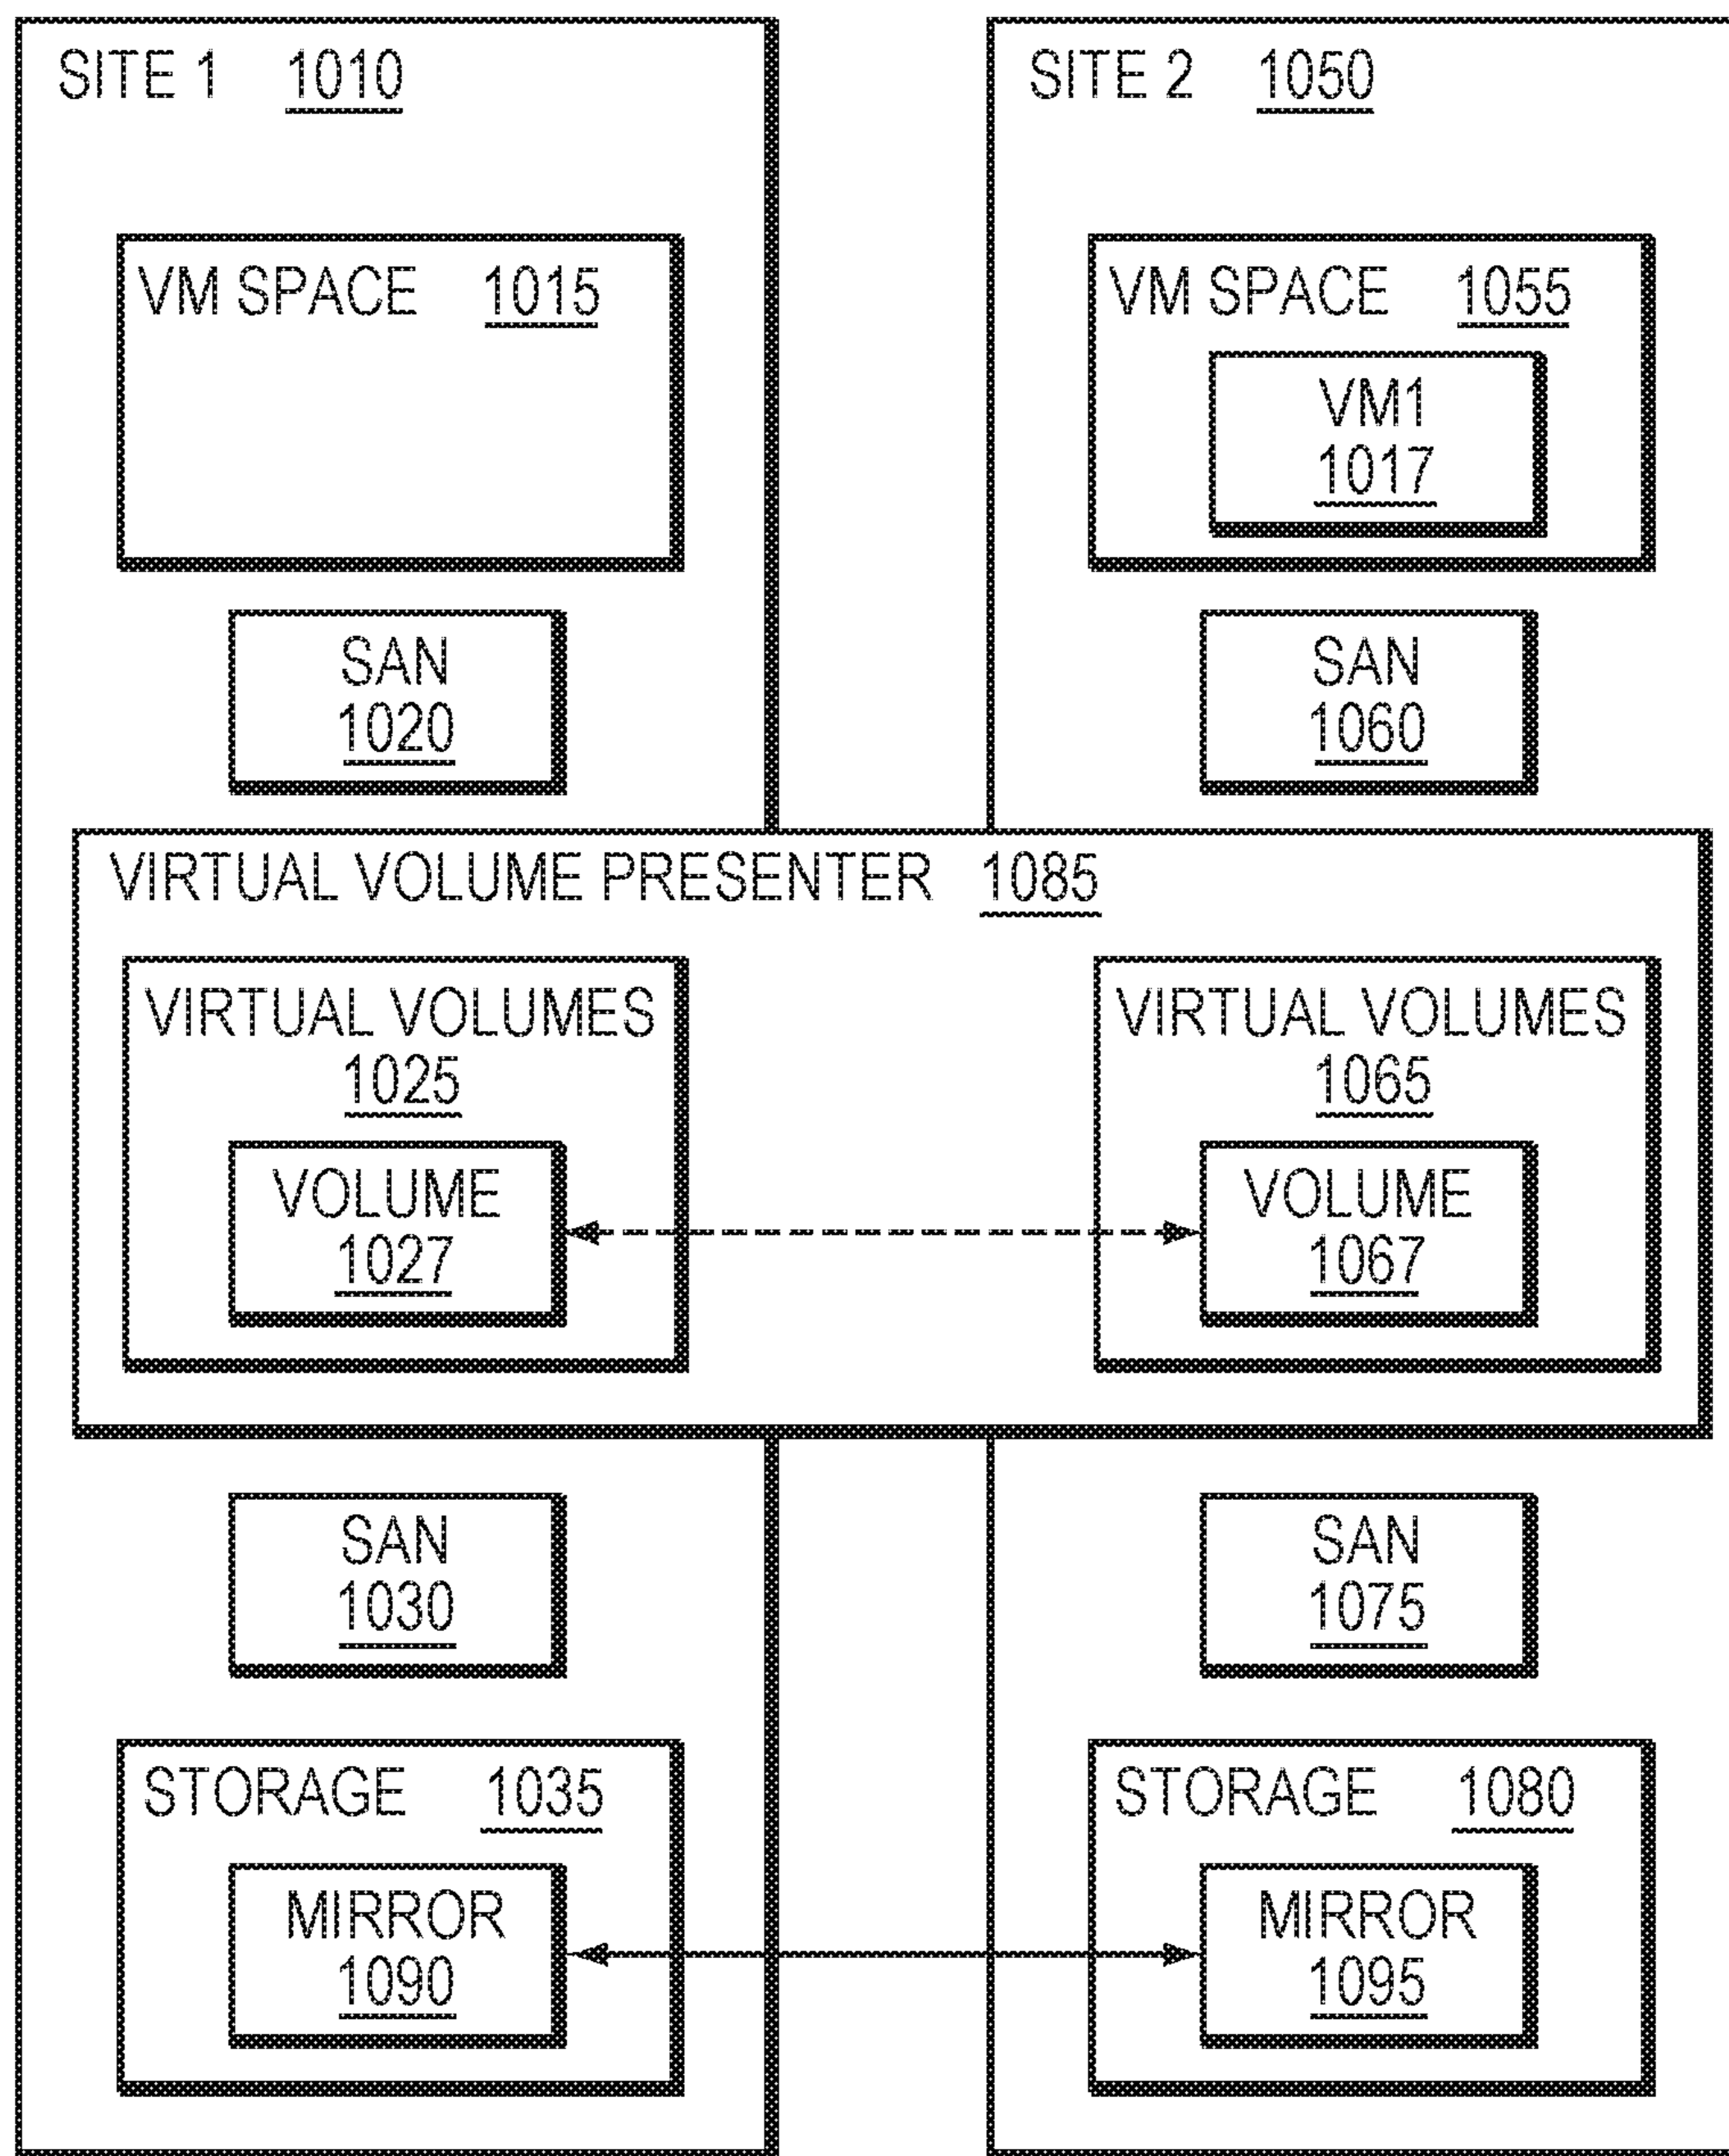 SITE 1 1010
VM SPACE 1015
SAN
1020
SITE 2 1050
VM SPACE 1055
VM1
1017
SAN
1060
VIRTUAL VOLUME PRESENTER 1085
VIRTUAL VOLUMES
1025
VOLUME
1027
VIRTUAL VOLUMES
1065
VOLUME
1067
SAN
1030
STORAGE 1035
MIRROR
1090
SAN
1075
STORAGE 1080
MIRROR
1095